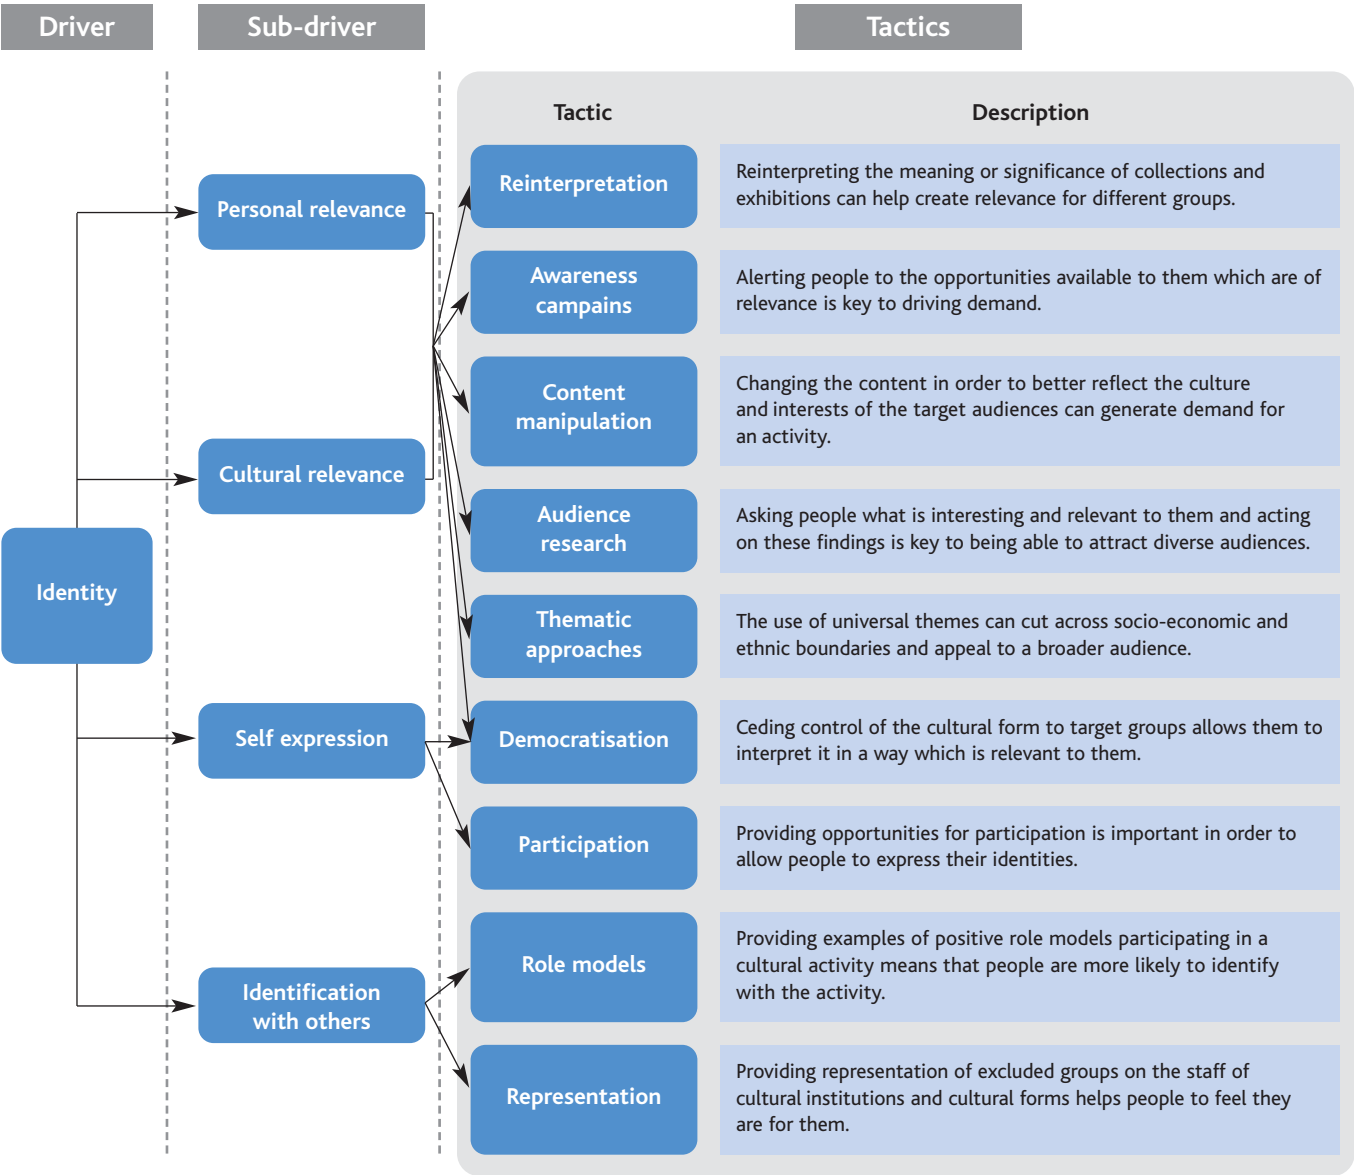 Driver
Sub-driver
Tactics
Tactic
Description
Personal relevance
Cultural relevance
Identity
Self expression
Identification
with others
Reinterpretation
Reinterpreting the meaning or significance of collections and
exhibitions can help create relevance for different groups.
Awareness
campains
Alerting people to the opportunities available to them which are of
relevance is key to driving demand.
Content
manipulation
Changing the content in order to better reflect the culture
and interests of the target audiences can generate demand for
an activity.
Audience
research
Asking people what is interesting and relevant to them and acting
on these findings is key to being able to attract diverse audiences.
Thematic
approaches
The use of universal themes can cut across socio-economic and
ethnic boundaries and appeal to a broader audience.
Democratisation
Ceding control of the cultural form to target groups allows them to
interpret it in a way which is relevant to them.
Participation
Providing opportunities for participation is important in order to
allow people to express their identities.
Role models
Providing examples of positive role models participating in a
cultural activity means that people are more likely to identify
with the activity.
Representation
Providing representation of excluded groups on the staff of
cultural institutions and cultural forms helps people to feel they
are for them.